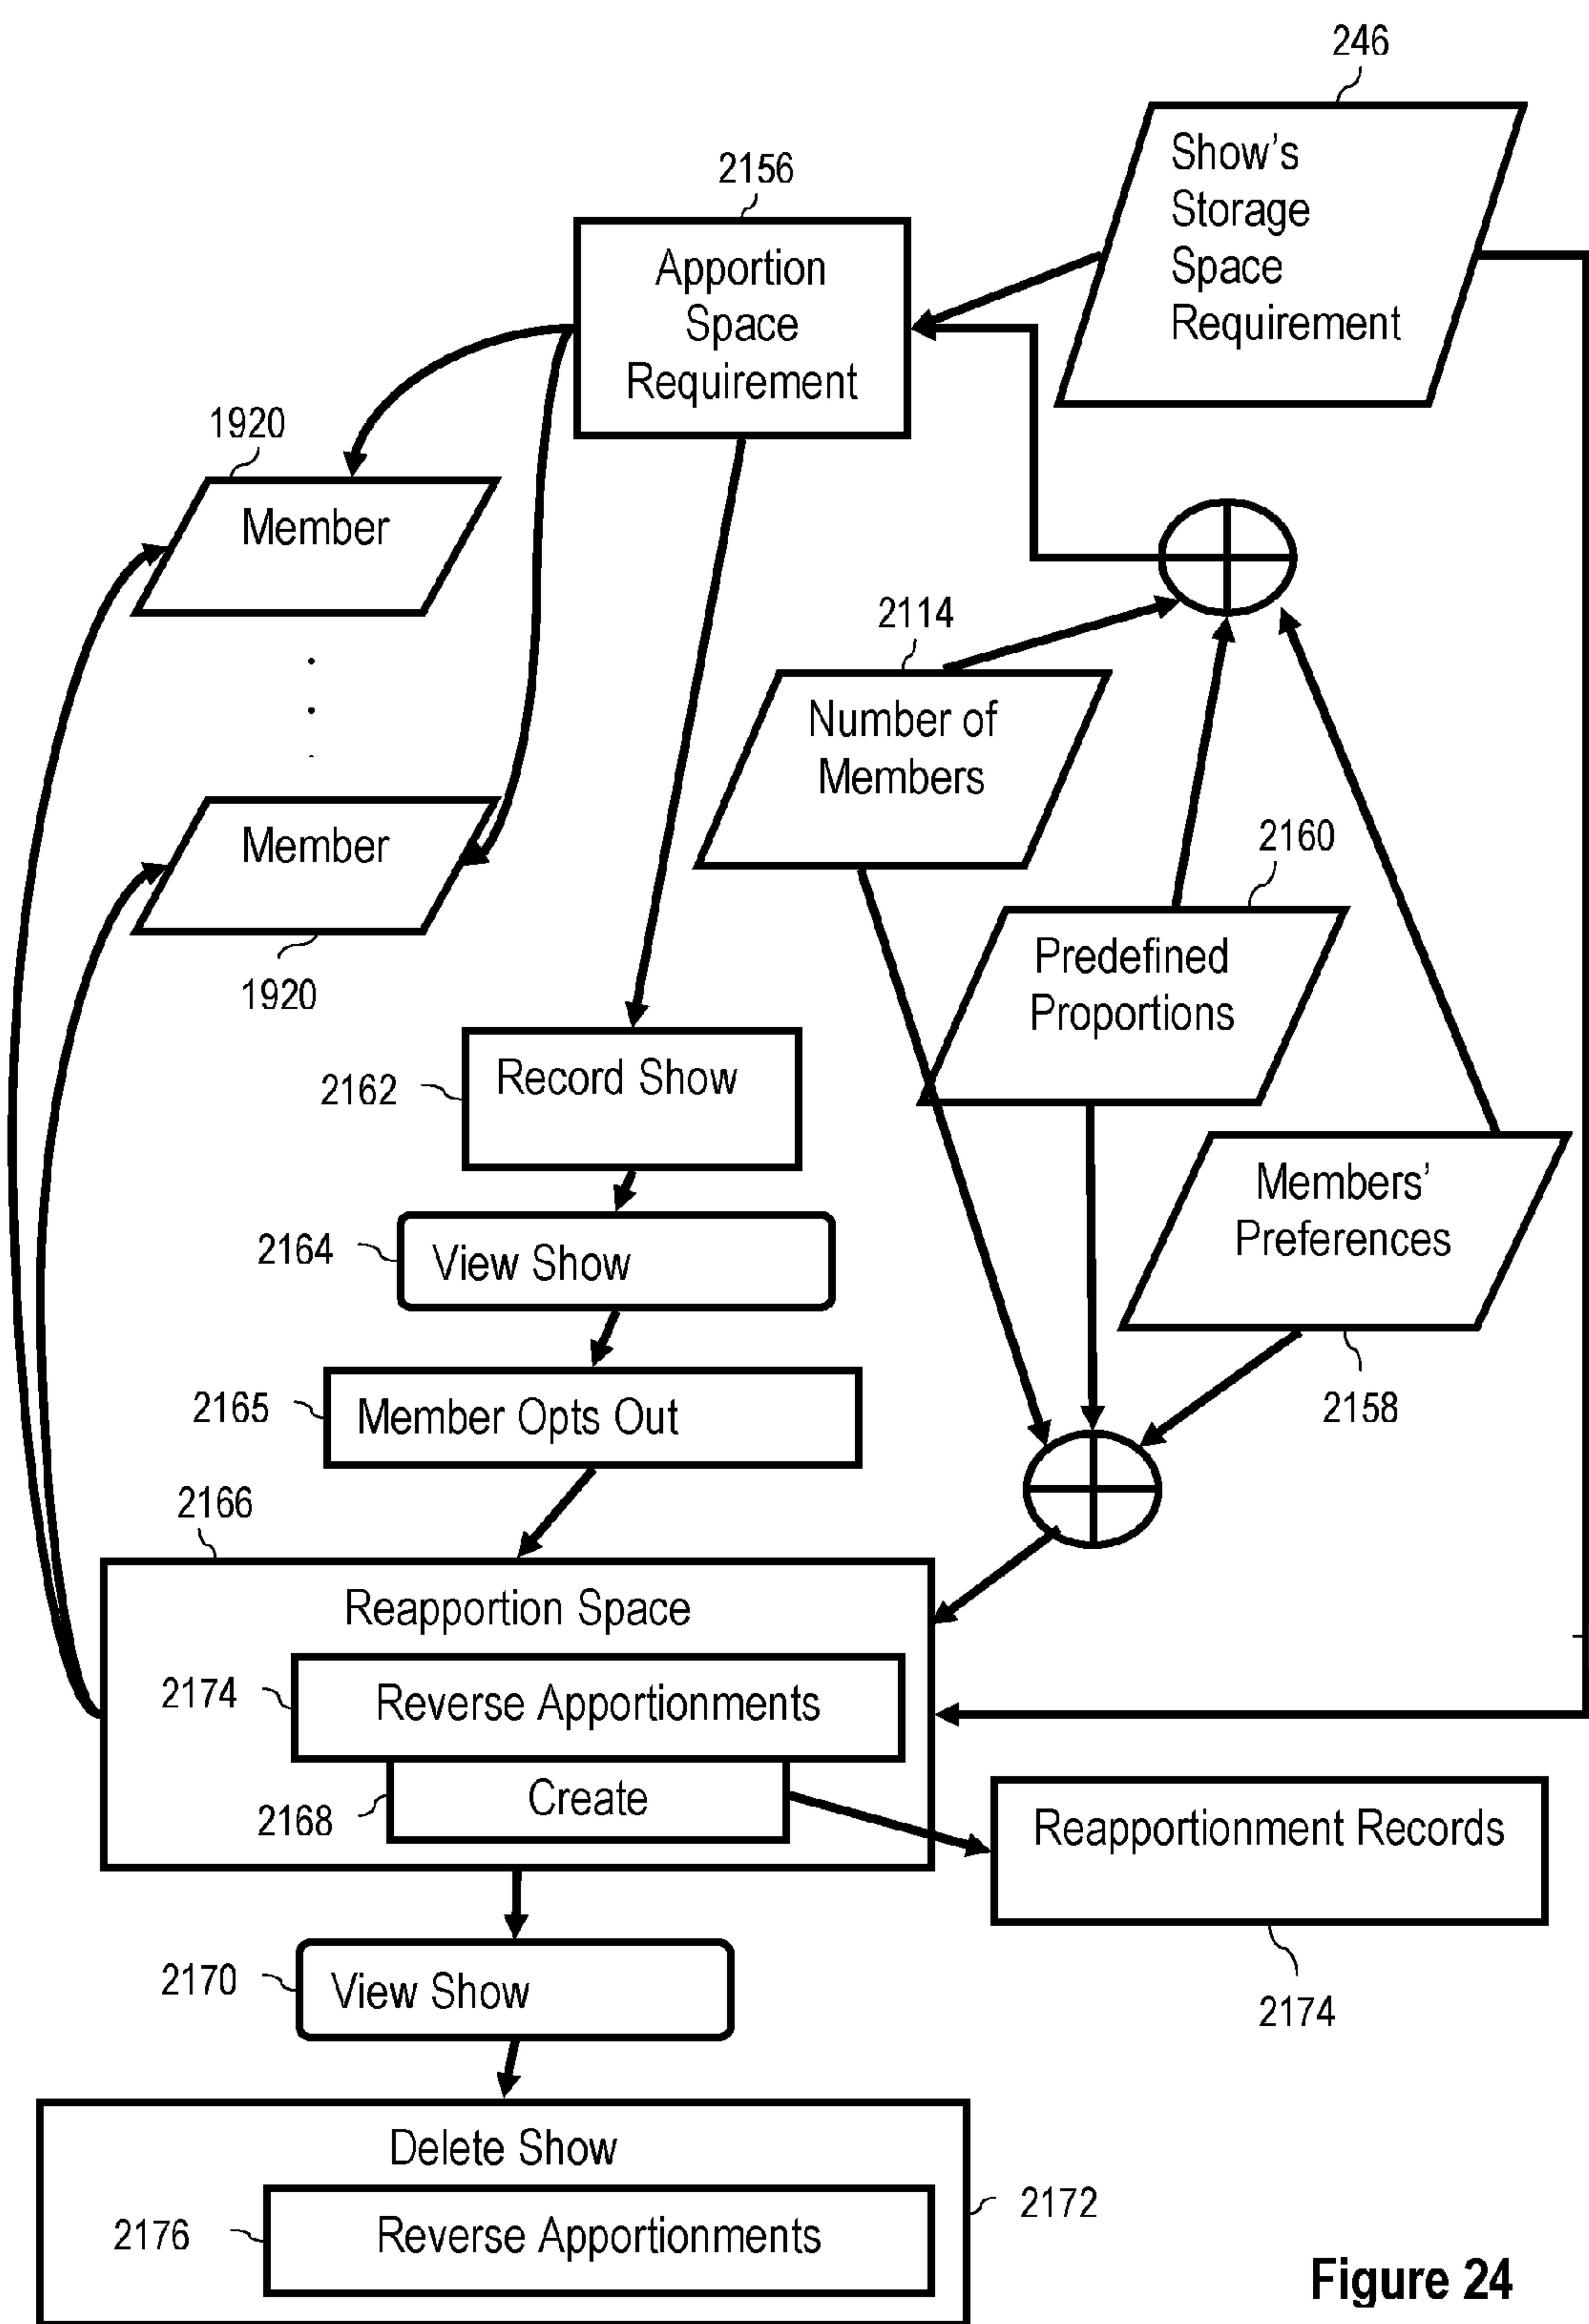 246
Show's
Storage
Space
Requirement
2156
Apportion
Space
Requirement
1920
Member
.
.
.
Member
1920
2114
Number of
Members
2160
Predefined
Proportions
Members'
Preferences
2158
2162
Record Show
2164
View Show
2165
Member Opts Out
2166
Reapportion Space
2174
Reverse Apportionments
2168
Create
Reapportionment Records
2174
2170
View Show
Delete Show
2172
2176
Reverse Apportionments
Figure 24